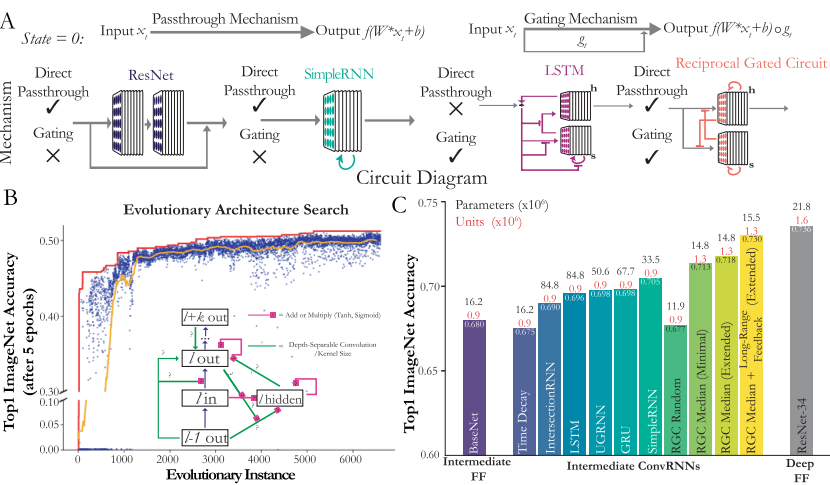 A
State = 0:
Input xt
Passthrough Mechanism
Output f(W*xt+b)
Input xt
Gating Mechanism
gt
Output f(W*xt+b)∘gt
Mechanism
Direct
Passthrough
✓
Gating
×
ResNet
Direct
Passthrough
✓
Gating
×
SimpleRNN
Direct
Passthrough
×
Gating
✓
LSTM
h
s
Direct
Passthrough
✓
Gating
✓
Reciprocal Gated Circuit
h
s
Circuit Diagram
B
Evolutionary Architecture Search
Top1 ImageNet Accuracy
(after 5 epochs)
0.50
0.40
0.30
0.10
0.05
0.00
0
1000
2000
3000
4000
5000
6000
Evolutionary Instance
l+k out
l out
l in
l hidden
l-1 out
= Add or Multiply (Tanh, Sigmoid)
= Depth-Separable Convolution
/Kernel Size
C
Parameters (x10⁶)
Units (x10⁶)
Top1 ImageNet Accuracy
0.75
0.70
0.65
0.60
16.2
0.9
0.680
BaseNet
16.2
0.9
0.675
Time Decay
84.8
0.9
0.690
IntersectionRNN
84.8
0.9
0.696
LSTM
50.6
0.9
0.698
UGRNN
67.7
0.9
0.698
GRU
33.5
0.9
0.705
SimpleRNN
11.9
0.9
0.677
RGC Random
14.8
1.3
0.713
RGC Median (Minimal)
14.8
1.3
0.718
RGC Median (Extended)
15.5
1.3
0.730
RGC Median + (Extended)
Long-Range
Feedback
21.8
1.6
0.736
ResNet-34
Intermediate
FF
Intermediate ConvRNNs
Deep
FF